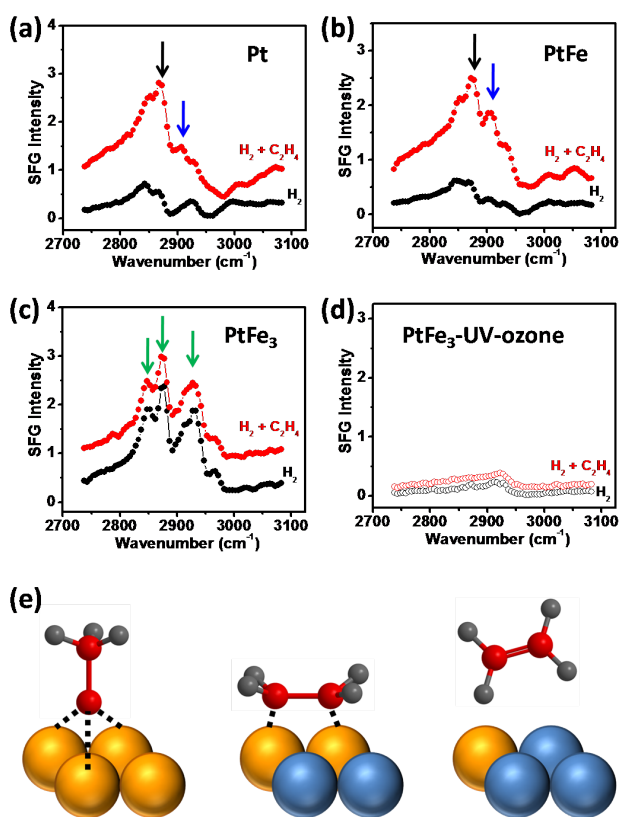 (a)
Pt
SFG Intensity
4
3
2
1
0
H₂ + C₂H₄
H₂
2700 2800 2900 3000 3100
Wavenumber (cm⁻¹)
(b)
PtFe
SFG Intensity
3
2
1
0
H₂ + C₂H₄
H₂
2700 2800 2900 3000 3100
Wavenumber (cm⁻¹)
(c)
PtFe₃
SFG Intensity
4
3
2
1
0
H₂ + C₂H₄
H₂
2700 2800 2900 3000 3100
Wavenumber (cm⁻¹)
(d)
PtFe₃-UV-ozone
SFG Intensity
3
2
1
0
H₂ + C₂H₄
H₂
2700 2800 2900 3000 3100
Wavenumber (cm⁻¹)
(e)